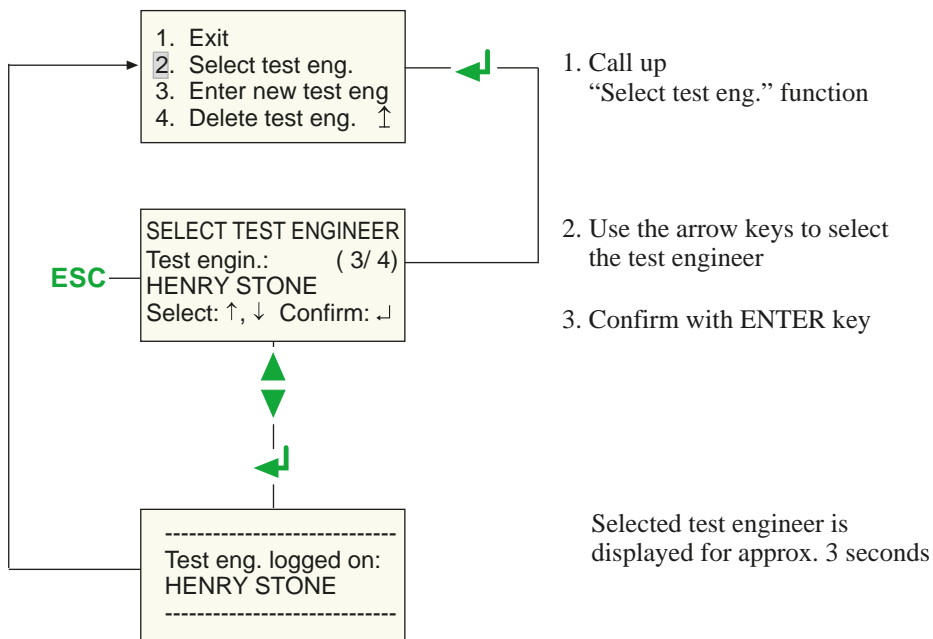 1. Exit
2. Select test eng.
3. Enter new test eng
4. Delete test eng. ↥
1. Call up
“Select test eng.” function
SELECT TEST ENGINEER
Test engin.: ( 3/ 4)
HENRY STONE
Select: ↑, ↓ Confirm: ↵
ESC
2. Use the arrow keys to select
the test engineer
3. Confirm with ENTER key
-----------------------------
Test eng. logged on:
HENRY STONE
-----------------------------
Selected test engineer is
displayed for approx. 3 seconds